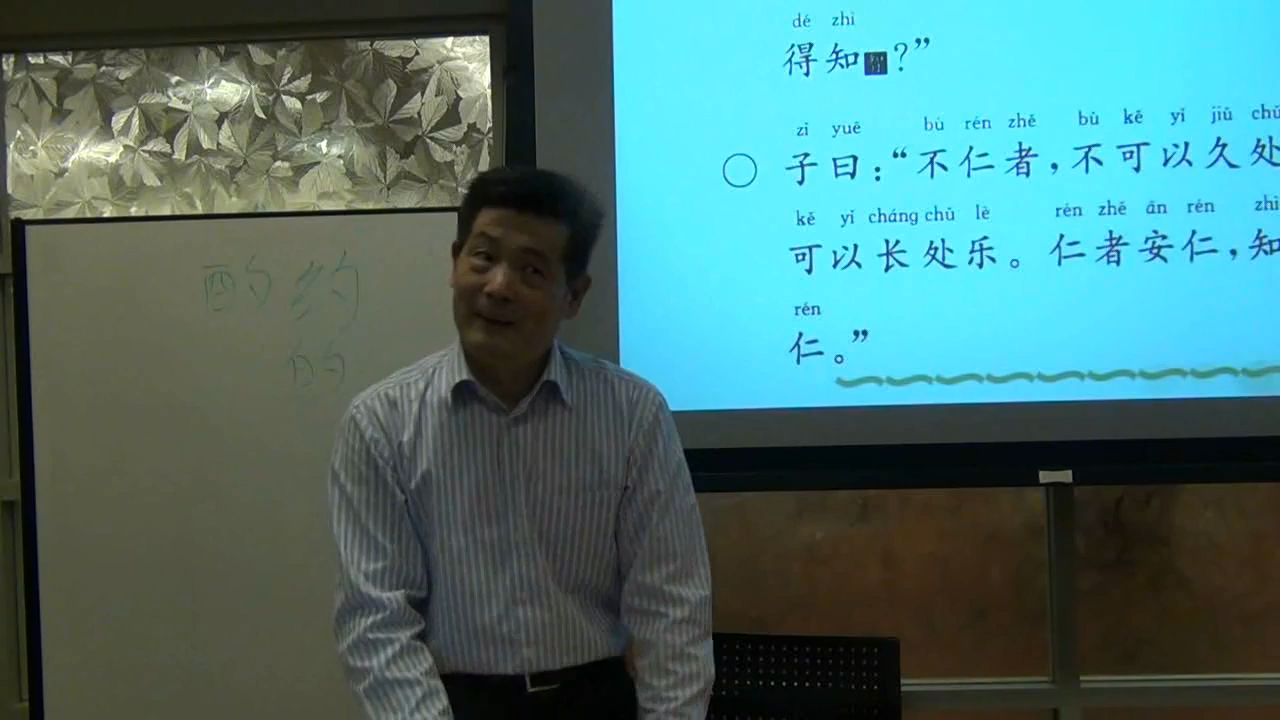 酌约
的
dé zhì
得知?”
zǐ yuē bù rén zhě bù kě yǐ jiǔ chǔ
○ 子曰:“不仁者,不可以久处
kě yǐ cháng chǔ lè rén zhě ān rén zhì
可以长处乐。仁者安仁,知
rén
仁。”